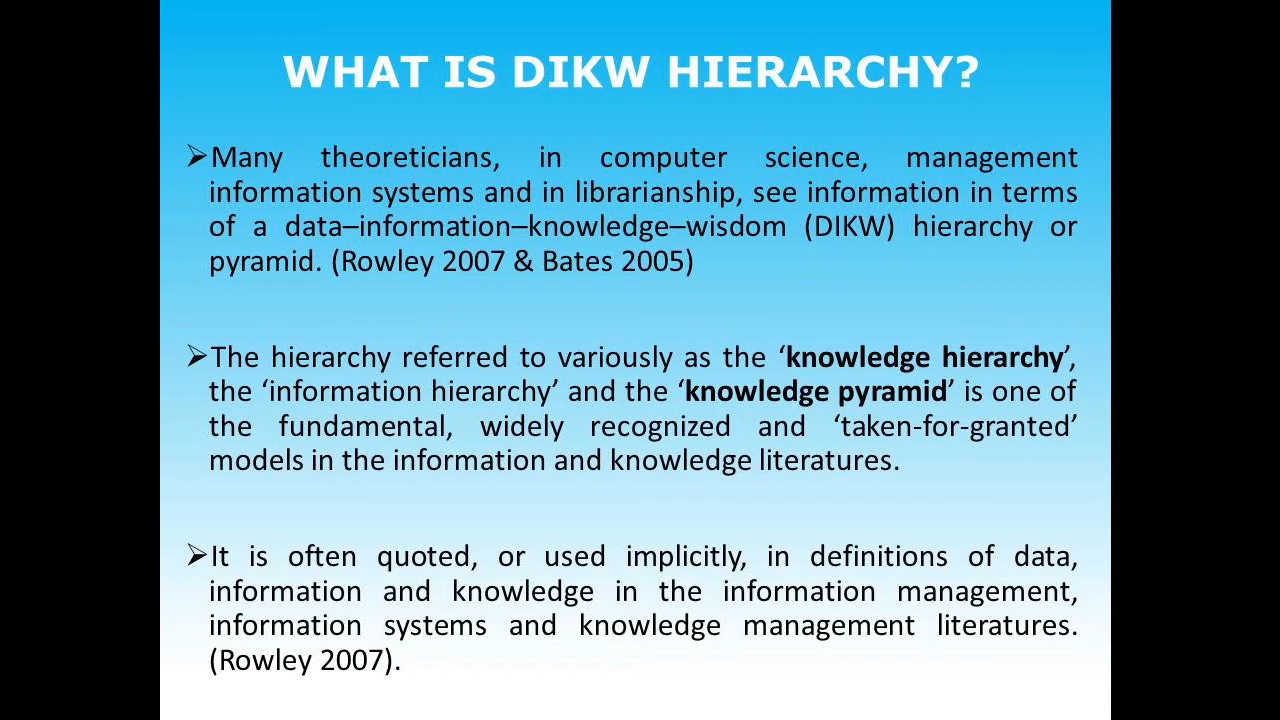 WHAT IS DIKW HIERARCHY?
➢Many theoreticians, in computer science, management
information systems and in librarianship, see information in terms
of a data–information–knowledge–wisdom (DIKW) hierarchy or
pyramid. (Rowley 2007 & Bates 2005)
➢The hierarchy referred to variously as the ‘knowledge hierarchy’,
the ‘information hierarchy’ and the ‘knowledge pyramid’ is one of
the fundamental, widely recognized and ‘taken-for-granted’
models in the information and knowledge literatures.
➢It is often quoted, or used implicitly, in definitions of data,
information and knowledge in the information management,
information systems and knowledge management literatures.
(Rowley 2007).